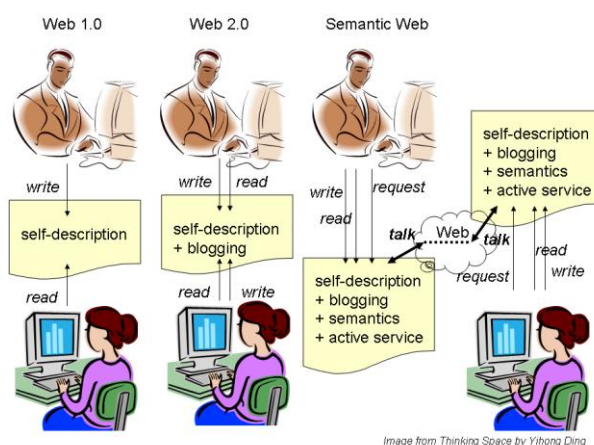 Web 1.0
Web 2.0
Semantic Web
write
self-description
read
write
read
self-description
+ blogging
read
write
write
read
request
talk
Web
talk
self-description
+ blogging
+ semantics
+ active service
self-description
+ blogging
+ semantics
+ active service
request
read
write
Image from Thinking Space by Yihong Ding